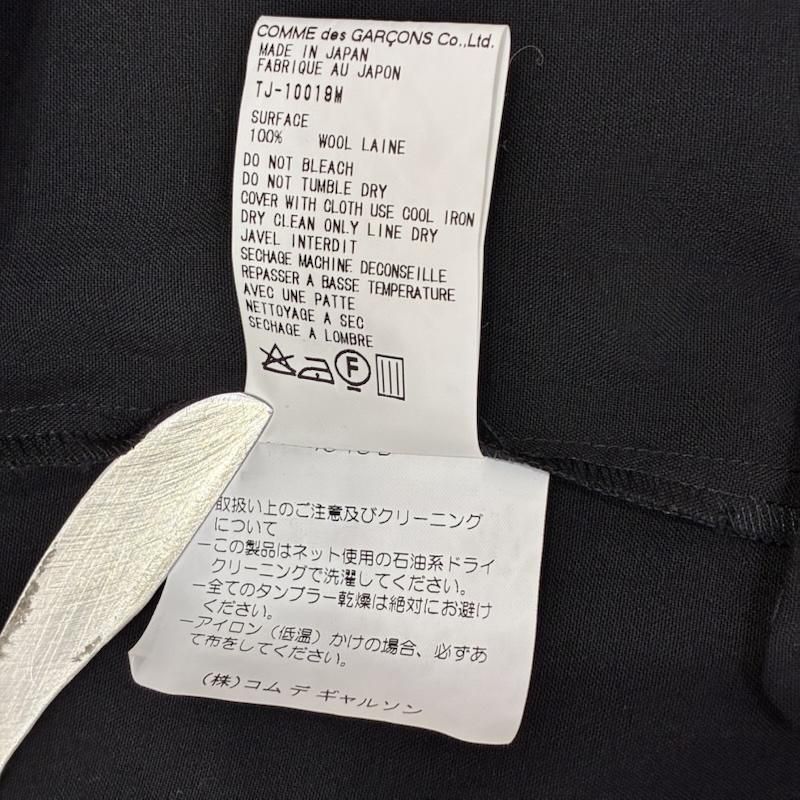 COMME des GARÇONS Co.,Ltd.
MADE IN JAPAN
FABRIQUE AU JAPON
TJ-10019M
SURFACE
100% WOOL LAINE
DO NOT BLEACH
DO NOT TUMBLE DRY
COVER WITH CLOTH USE COOL IRON
DRY CLEAN ONLY LINE DRY
JAVEL INTERDIT
SECHAGE MACHINE DECONSEILLE
REPASSER A BASSE TEMPERATURE
AVEC UNE PATTE
NETTOYAGE A SEC
SECHAGE A LOMBRE
F
取扱い上のご注意及びクリーニング
について
ーこの製品はネット使用の石油系ドライ
クリーニングで洗濯してください。
ー全てのタンブラー乾燥は絶対にお避け
ください。
ーアイロン(低温)かけの場合、必ずあ
て布をしてください。
(株)コム デ ギャルソン